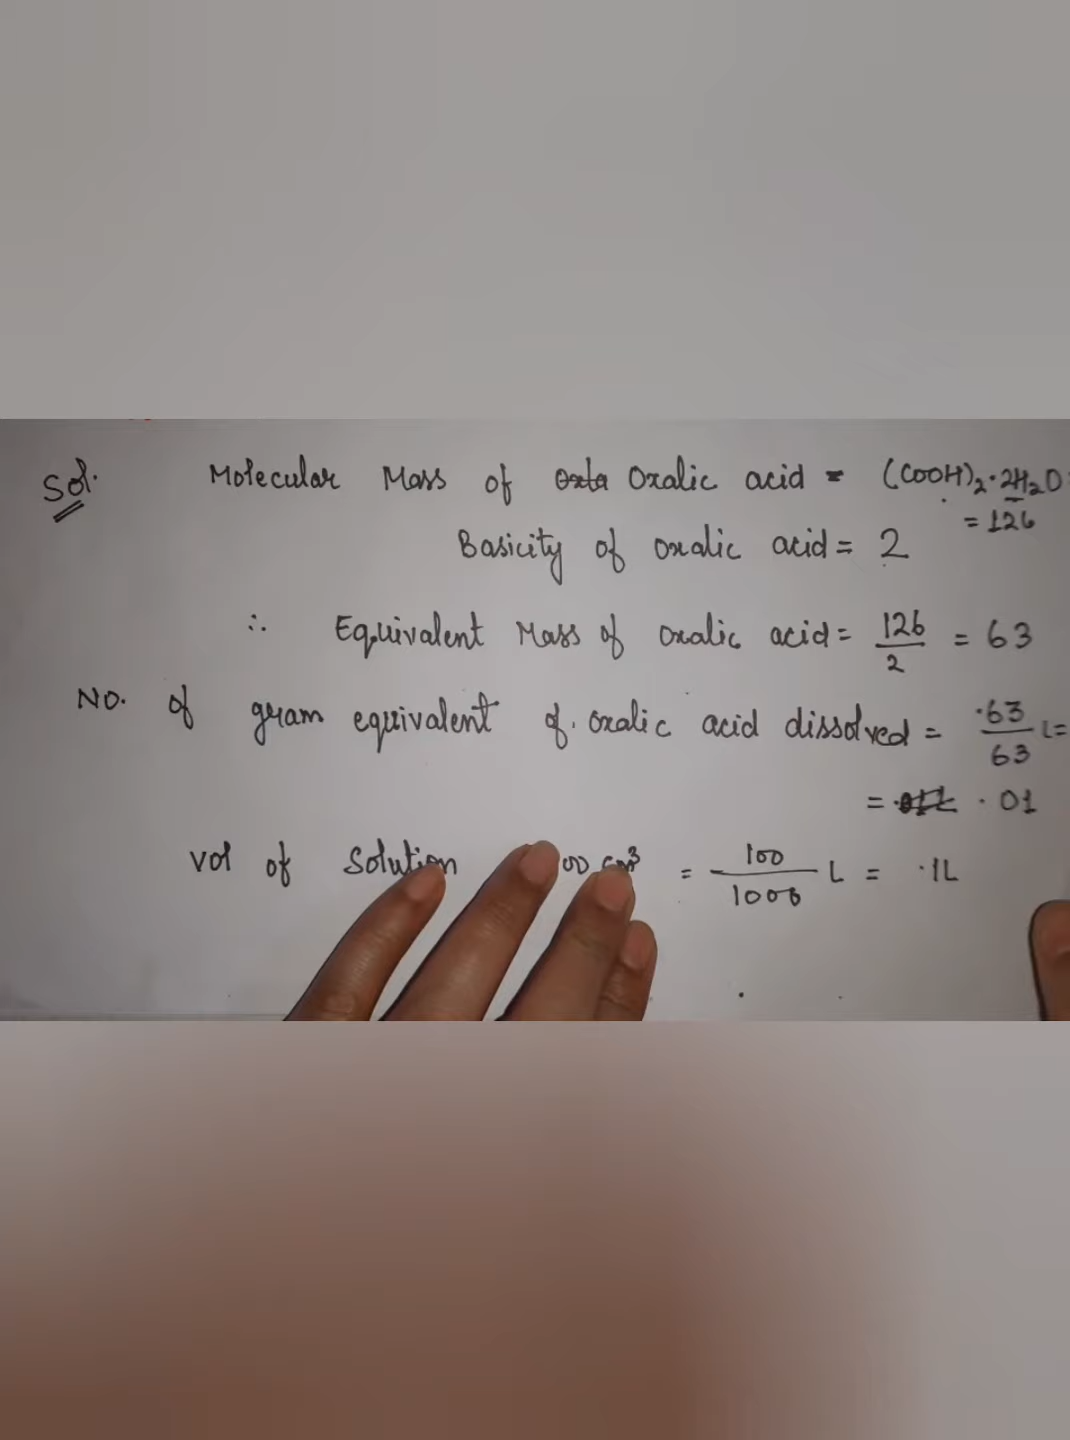 Sol. Molecular Mass of Oxalic acid = (COOH)₂·2H₂O
= 126
Basicity of oxalic acid = 2
∴ Equivalent Mass of oxalic acid = 126/2 = 63
No. of gram equivalent of oxalic acid dissolved = .63/63
= .01
Vol of Solution 00 cm³ = 100/1000 L = .1L